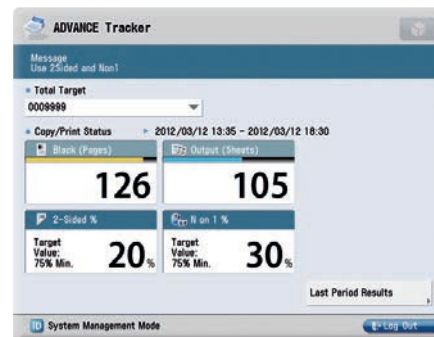 ADVANCE Tracker
Message
Use 2Sided and Non1
Total Target
0009999
Copy/Print Status 2012/03/12 13:35 - 2012/03/12 18:30
Black (Pages) Output (Sheets)
126 105
2-Sided % N on 1 %
Target Value: 75% Min. 20% Target Value: 75% Min. 30%
Last Period Results
ID System Management Mode Log Out